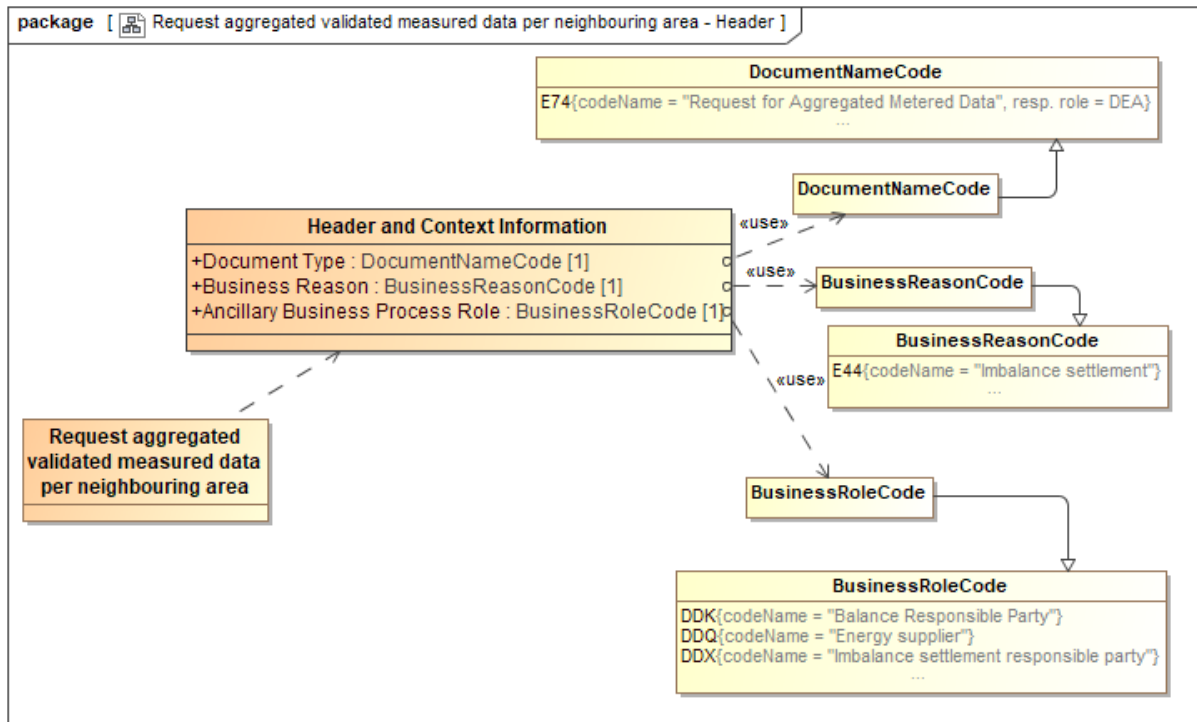 package [ Request aggregated validated measured data per neighbouring area - Header ]
DocumentNameCode
E74{codeName = "Request for Aggregated Metered Data", resp. role = DEA}
...
DocumentNameCode
«use»
Header and Context Information
+Document Type : DocumentNameCode [1]
+Business Reason : BusinessReasonCode [1]
+Ancillary Business Process Role : BusinessRoleCode [1]
«use»
BusinessReasonCode
BusinessReasonCode
E44{codeName = "Imbalance settlement"}
...
«use»
Request aggregated
validated measured data
per neighbouring area
BusinessRoleCode
BusinessRoleCode
DDK{codeName = "Balance Responsible Party"}
DDQ{codeName = "Energy supplier"}
DDX{codeName = "Imbalance settlement responsible party"}
...